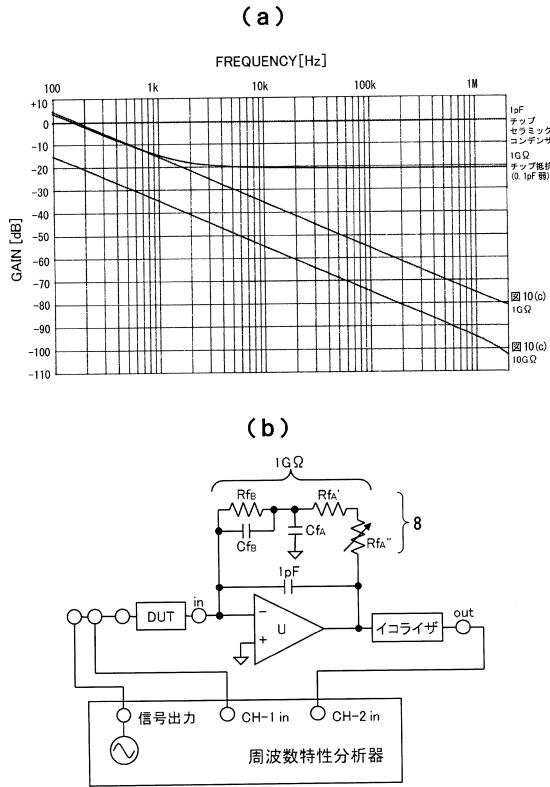 (a)
FREQUENCY[Hz]
100
1k
10k
100k
1M
+10
0
-10
-20
-30
-40
-50
-60
-70
-80
-90
-100
-110
GAIN [dB]
1pF
チップ
セラミック
コンデンサ
1GΩ
チップ抵抗
(0.1pF弱)
図10(c)
1GΩ
図10(c)
10GΩ
(b)
1GΩ
RfB
RfA'
CfB
CfA
RfA"
8
1pF
in
DUT
−
+
U
イコライザ
out
信号出力
CH-1 in
CH-2 in
周波数特性分析器